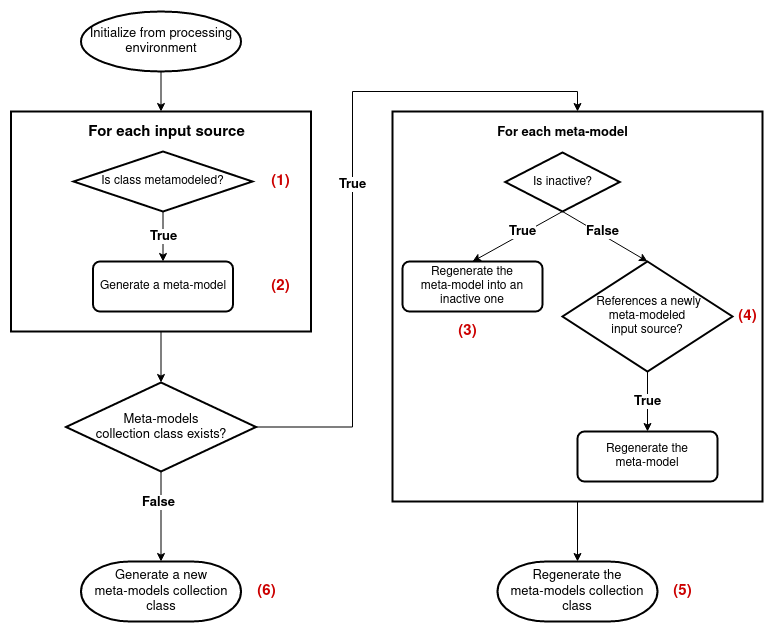 Initialize from processing
environment
For each input source
Is class metamodeled?
(1)
True
Generate a meta-model
(2)
Meta-models
collection class exists?
False
Generate a new
meta-models collection
class
(6)
True
For each meta-model
Is inactive?
True
False
Regenerate the
meta-model into an
inactive one
(3)
References a newly
meta-modeled
input source?
(4)
True
Regenerate the
meta-model
Regenerate the
meta-models collection
class
(5)